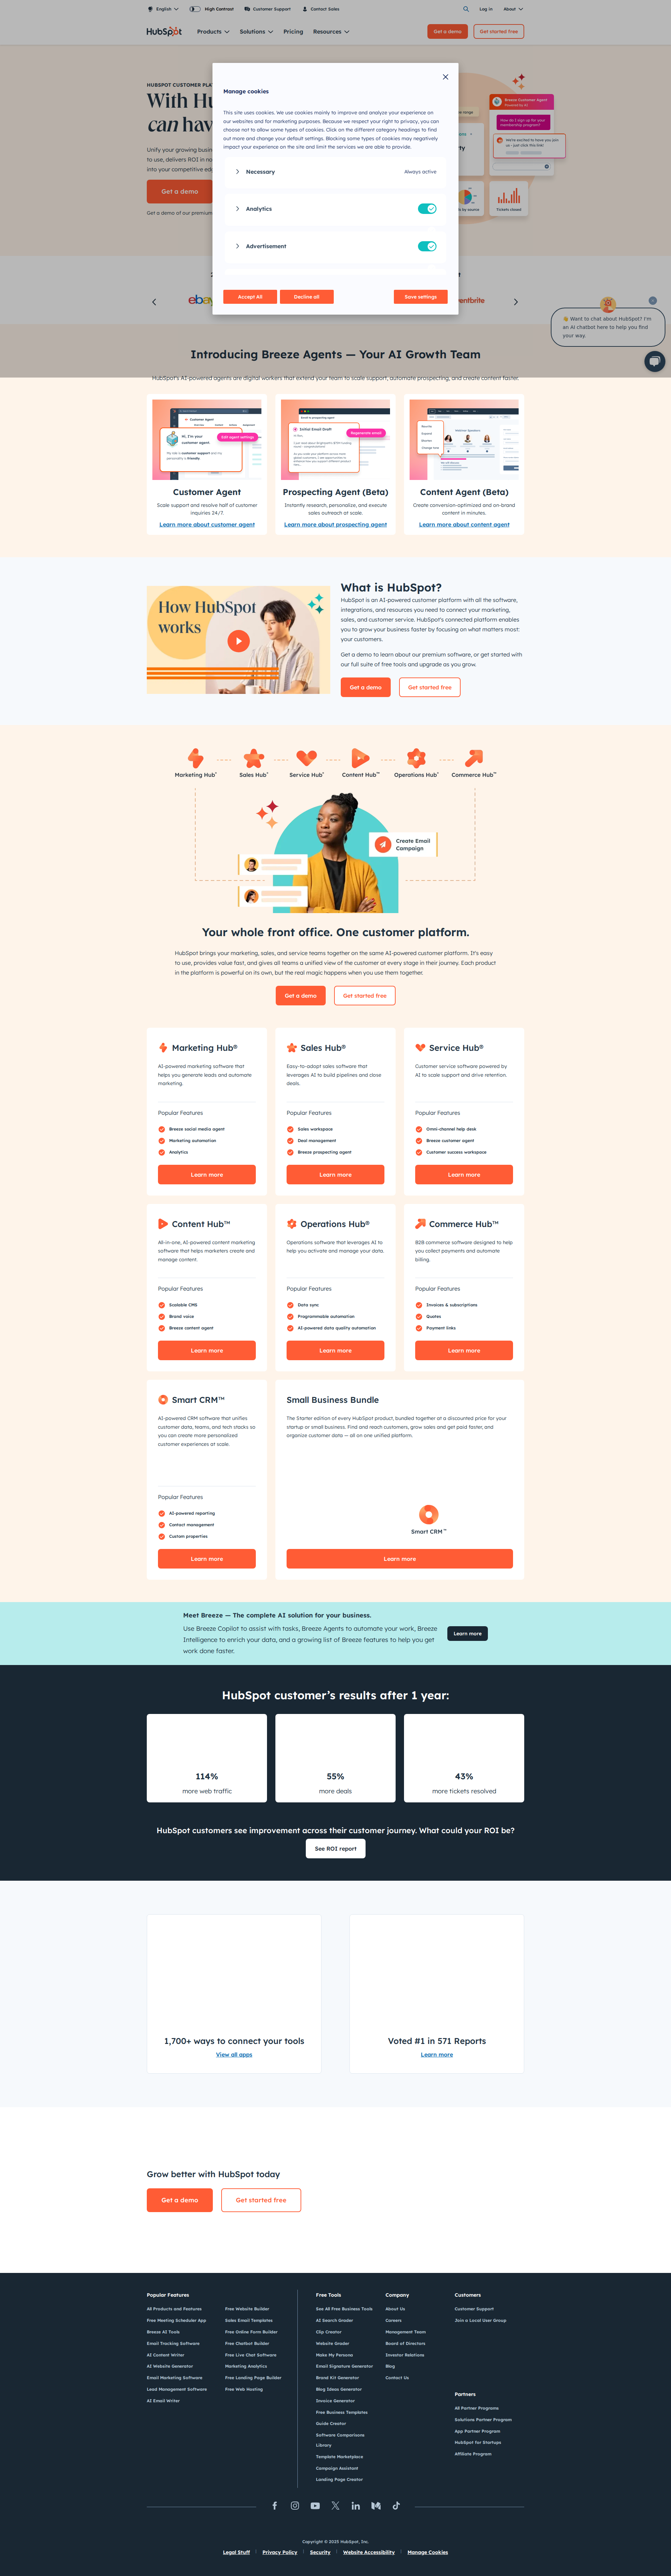 English
High Contrast
Customer Support
Contact Sales
Log in
About
HubSpot
Products
Solutions
Pricing
Resources
Get a demo
Get started free
HUBSPOT CUSTOMER PLAT
With Hu
can have
Unify your growing busine
to use, delivers ROI in no
into your competitive edg
Get a demo
Get a demo of our premium
Manage cookies
This site uses cookies. We use cookies mainly to improve and analyze your experience on
our websites and for marketing purposes. Because we respect your right to privacy, you can
choose not to allow some types of cookies. Click on the different category headings to find
out more and change your default settings. Blocking some types of cookies may negatively
impact your experience on the site and limit the services we are able to provide.
Necessary
Always active
Analytics
Advertisement
Accept All
Decline all
Save settings
Breeze Customer Agent
Powered by AI
How do I sign up for your
membership program?
We're excited to have you join
us - just click this link!
s by source
Tickets closed
ebay
eventbrite
👋 Want to chat about HubSpot? I'm
an AI chatbot here to help you find
your way.
Introducing Breeze Agents — Your AI Growth Team
HubSpot's AI-powered agents are digital workers that extend your team to scale support, automate prospecting, and create content faster.
Hi, I'm your
customer agent
Edit agent settings
Initial Email Draft
Regenerate email
Customer Agent
Scale support and resolve half of customer
inquiries 24/7.
Learn more about customer agent
Prospecting Agent (Beta)
Instantly research, personalize, and execute
sales outreach at scale.
Learn more about prospecting agent
Content Agent (Beta)
Create conversion-optimized and on-brand
content in minutes.
Learn more about content agent
How HubSpot
works
What is HubSpot?
HubSpot is an AI-powered customer platform with all the software,
integrations, and resources you need to connect your marketing,
sales, and customer service. HubSpot's connected platform enables
you to grow your business faster by focusing on what matters most:
your customers.
Get a demo to learn about our premium software, or get started with
our full suite of free tools and upgrade as you grow.
Get a demo
Get started free
Marketing Hub®
Sales Hub®
Service Hub®
Content Hub™
Operations Hub®
Commerce Hub™
Create Email
Campaign
Your whole front office. One customer platform.
HubSpot brings your marketing, sales, and service teams together on the same AI-powered customer platform. It's easy
to use, provides value fast, and gives all teams a unified view of the customer at every stage in their journey. Each product
in the platform is powerful on its own, but the real magic happens when you use them together.
Get a demo
Get started free
Marketing Hub®
AI-powered marketing software that
helps you generate leads and automate
marketing.
Popular Features
Breeze social media agent
Marketing automation
Analytics
Learn more
Sales Hub®
Easy-to-adopt sales software that
leverages AI to build pipelines and close
deals.
Popular Features
Sales workspace
Deal management
Breeze prospecting agent
Learn more
Service Hub®
Customer service software powered by
AI to scale support and drive retention.
Popular Features
Omni-channel help desk
Breeze customer agent
Customer success workspace
Learn more
Content Hub™
All-in-one, AI-powered content marketing
software that helps marketers create and
manage content.
Popular Features
Scalable CMS
Brand voice
Breeze content agent
Learn more
Operations Hub®
Operations software that leverages AI to
help you activate and manage your data.
Popular Features
Data sync
Programmable automation
AI-powered data quality automation
Learn more
Commerce Hub™
B2B commerce software designed to help
you collect payments and automate
billing.
Popular Features
Invoices & subscriptions
Quotes
Payment links
Learn more
Smart CRM™
AI-powered CRM software that unifies
customer data, teams, and tech stacks so
you can create more personalized
customer experiences at scale.
Popular Features
AI-powered reporting
Contact management
Custom properties
Learn more
Small Business Bundle
The Starter edition of every HubSpot product, bundled together at a discounted price for your
startup or small business. Find and reach customers, grow sales and get paid faster, and
organize customer data — all on one unified platform.
Smart CRM™
Learn more
Meet Breeze — The complete AI solution for your business.
Use Breeze Copilot to assist with tasks, Breeze Agents to automate your work, Breeze
Intelligence to enrich your data, and a growing list of Breeze features to help you get
work done faster.
Learn more
HubSpot customer’s results after 1 year:
114%
more web traffic
55%
more deals
43%
more tickets resolved
HubSpot customers see improvement across their customer journey. What could your ROI be?
See ROI report
1,700+ ways to connect your tools
View all apps
Voted #1 in 571 Reports
Learn more
Grow better with HubSpot today
Get a demo
Get started free
Popular Features
All Products and Features
Free Meeting Scheduler App
Breeze AI Tools
Email Tracking Software
AI Content Writer
AI Website Generator
Email Marketing Software
Lead Management Software
AI Email Writer
Free Website Builder
Sales Email Templates
Free Online Form Builder
Free Chatbot Builder
Free Live Chat Software
Marketing Analytics
Free Landing Page Builder
Free Web Hosting
Free Tools
See All Free Business Tools
AI Search Grader
Clip Creator
Website Grader
Make My Persona
Email Signature Generator
Brand Kit Generator
Blog Ideas Generator
Invoice Generator
Free Business Templates
Guide Creator
Software Comparisons
Library
Template Marketplace
Campaign Assistant
Landing Page Creator
Company
About Us
Careers
Management Team
Board of Directors
Investor Relations
Blog
Contact Us
Customers
Customer Support
Join a Local User Group
Partners
All Partner Programs
Solutions Partner Program
App Partner Program
HubSpot for Startups
Affiliate Program
Copyright © 2025 HubSpot, Inc.
Legal Stuff
Privacy Policy
Security
Website Accessibility
Manage Cookies